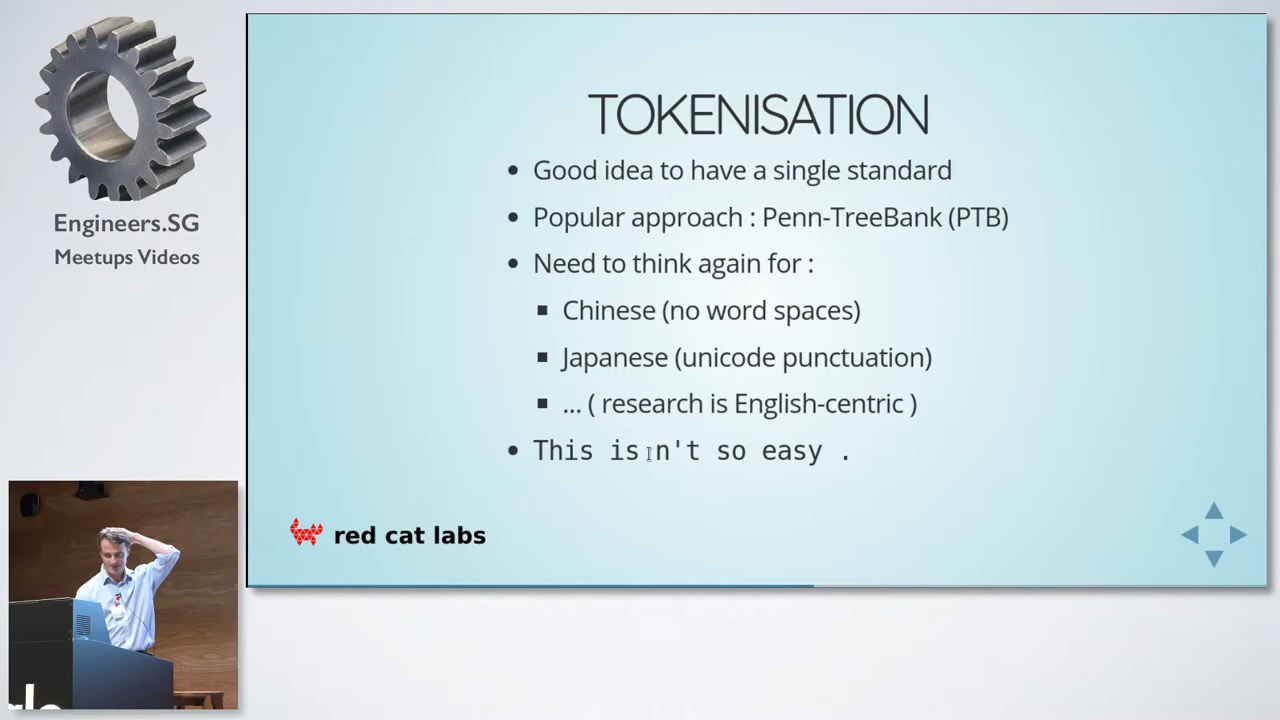 Engineers.SG
Meetups Videos
TOKENISATION
• Good idea to have a single standard
• Popular approach : Penn-TreeBank (PTB)
• Need to think again for :
▪ Chinese (no word spaces)
▪ Japanese (unicode punctuation)
▪ ... ( research is English-centric )
• This is n't so easy .
red cat labs